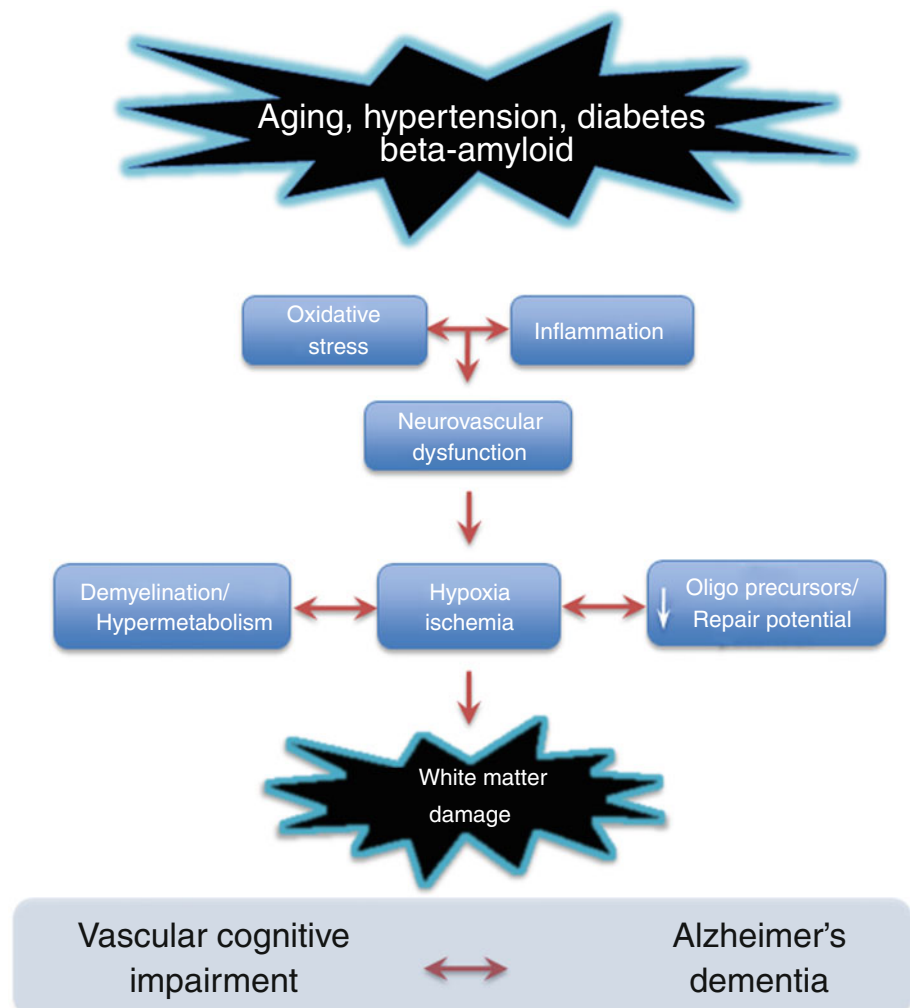 Aging, hypertension, diabetes
beta-amyloid
Oxidative
stress
Inflammation
Neurovascular
dysfunction
Demyelination/
Hypermetabolism
Hypoxia
ischemia
Oligo precursors/
Repair potential
White matter
damage
Vascular cognitive
impairment
Alzheimer's
dementia